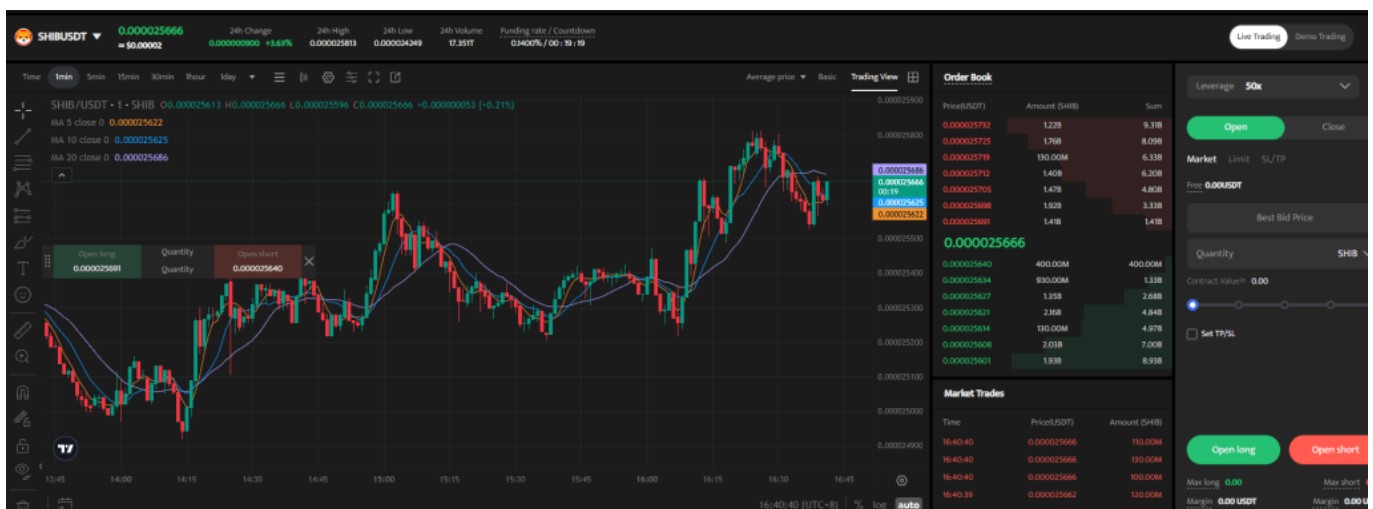 SHIBUSDT
0.000025666
≈ $0.00002
24h Change
0.000000900 +3.63%
24h High
0.000025813
24h Low
0.000024249
24h Volume
17.351T
Funding rate / Countdown
0.1400% / 00 : 19 : 19
Live Trading Demo Trading
Time 1min 5min 15min 30min 1hour 1day
Average price Basic Trading View
SHIB/USDT • 1 • SHIB O0.000025613 H0.000025666 L0.000025596 C0.000025666 +0.000000053 (+0.21%)
MA 5 close 0 0.000025622
MA 10 close 0 0.000025625
MA 20 close 0 0.000025686
Open long
0.000025691
Quantity
Quantity
Open short
0.000025640
0.000025900
0.000025800
0.000025686
0.000025666
00:19
0.000025625
0.000025622
0.000025500
0.000025400
0.000025300
0.000025200
0.000025100
0.000025000
0.000024900
13:45 14:00 14:15 14:30 14:45 15:00 15:15 15:30 15:45 16:00 16:15 16:30 16:45
16:40:40 (UTC+8) % log auto
Order Book
Price(USDT) Amount (SHIB) Sum
0.000025732 1.22B 9.31B
0.000025725 1.76B 8.09B
0.000025719 130.00M 6.33B
0.000025712 1.40B 6.20B
0.000025705 1.47B 4.80B
0.000025698 1.92B 3.33B
0.000025691 1.41B 1.41B
0.000025666
0.000025640 400.00M 400.00M
0.000025634 930.00M 1.33B
0.000025627 1.35B 2.68B
0.000025621 2.16B 4.84B
0.000025614 130.00M 4.97B
0.000025608 2.03B 7.00B
0.000025601 1.93B 8.93B
Market Trades
Time Price(USDT) Amount (SHIB)
16:40:40 0.000025666 110.00M
16:40:40 0.000025666 130.00M
16:40:40 0.000025666 100.00M
16:40:39 0.000025662 120.00M
Leverage 50x
Open Close
Market Limit SL/TP
Free 0.00USDT
Best Bid Price
Quantity SHIB
Contract Value≈ 0.00
Set TP/SL
Open long Open short
Max long 0.00 Max short
Margin 0.00 USDT Margin 0.00 U